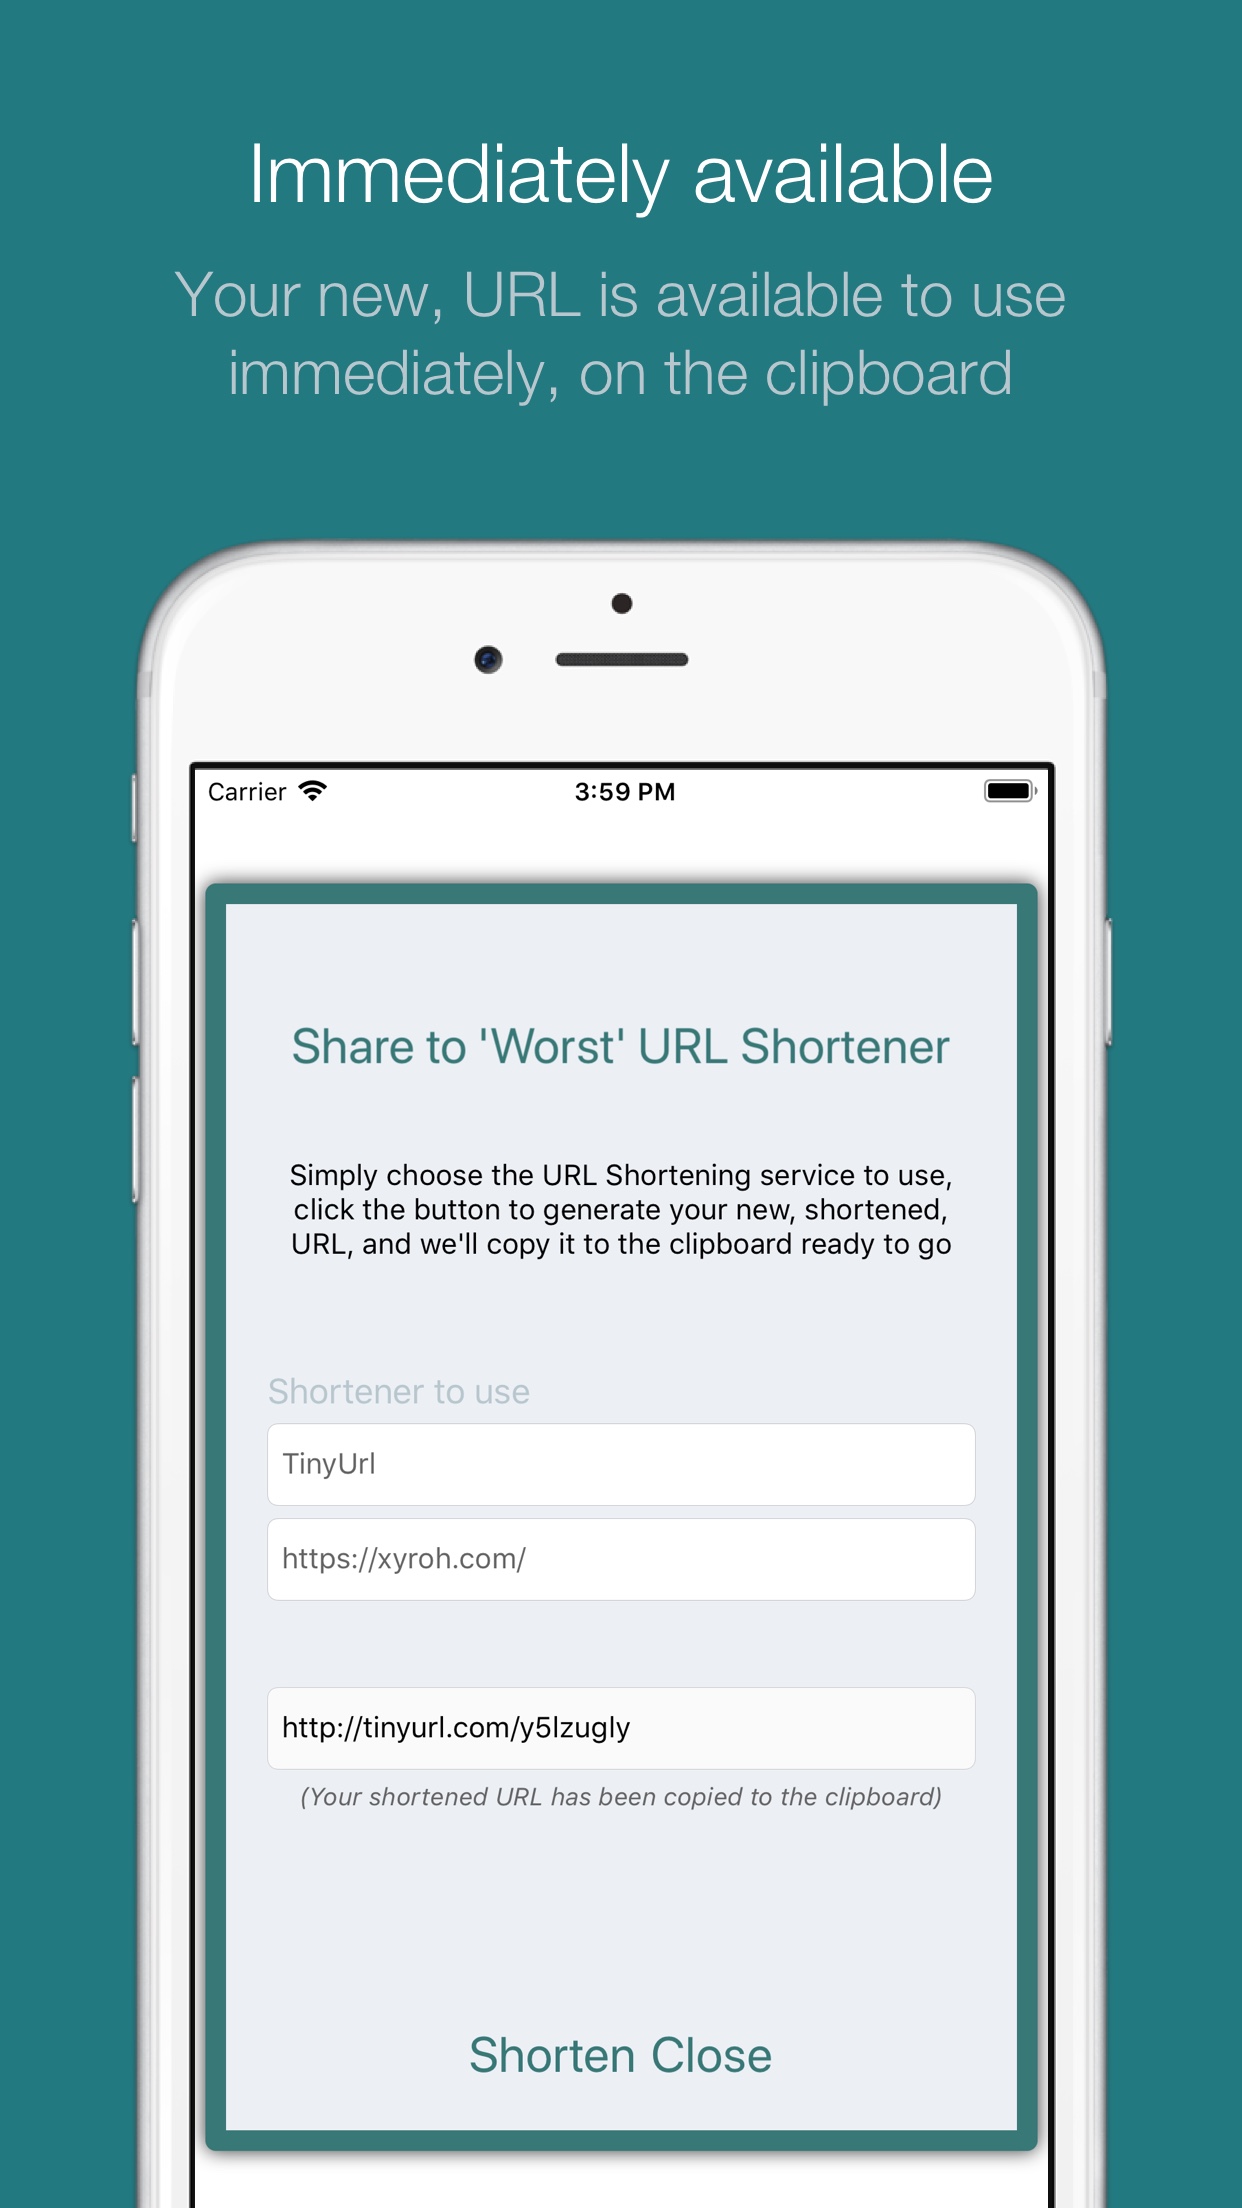 Immediately available
Your new, URL is available to use
immediately, on the clipboard
Carrier 3:59 PM
Share to 'Worst' URL Shortener
Simply choose the URL Shortening service to use,
click the button to generate your new, shortened,
URL, and we'll copy it to the clipboard ready to go
Shortener to use
TinyUrl
https://xyroh.com/
http://tinyurl.com/y5lzugly
(Your shortened URL has been copied to the clipboard)
Shorten Close